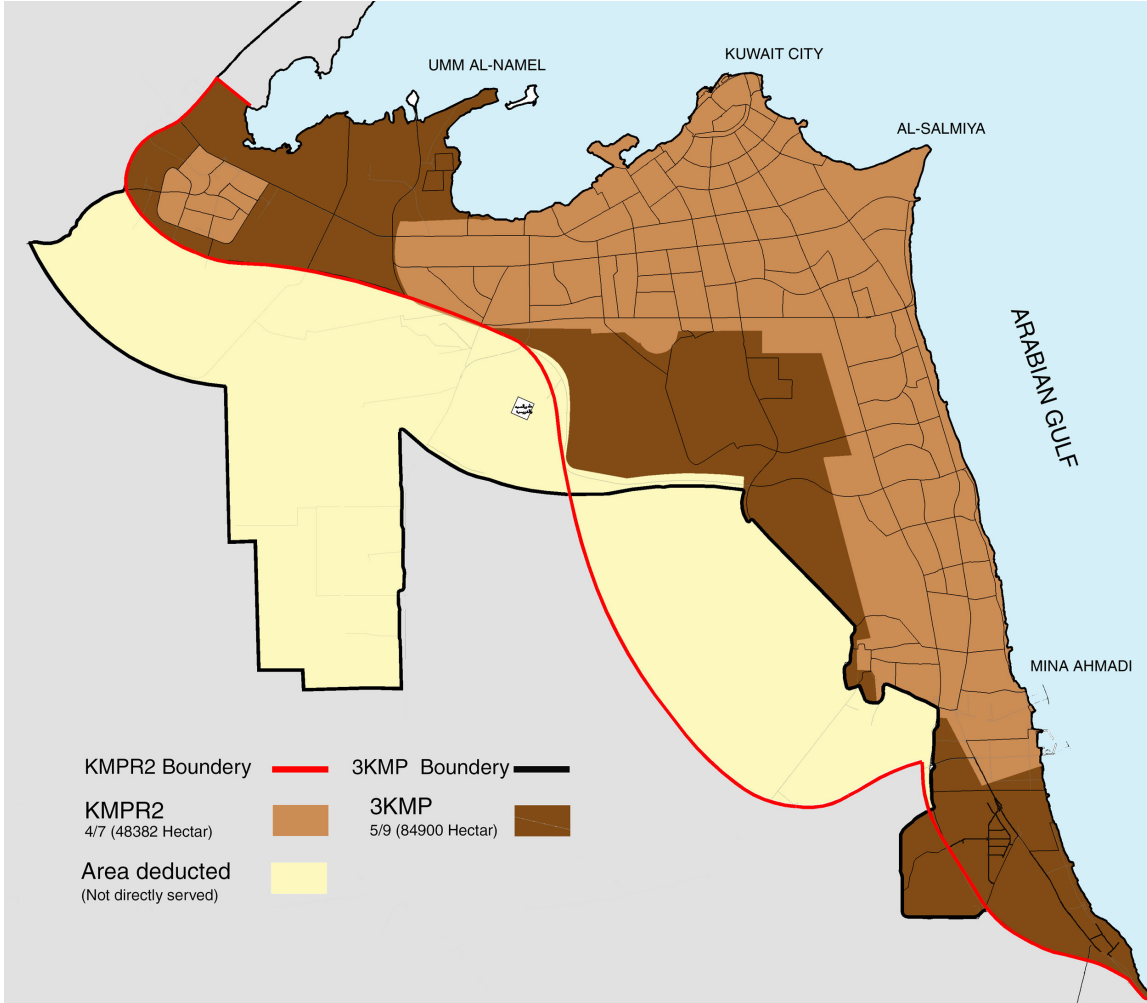 KUWAIT CITY
UMM AL-NAMEL
AL-SALMIYA
ARABIAN GULF
MINA AHMADI
KMPR2 Boundery
3KMP Boundery
KMPR2
4/7 (48382 Hectar)
3KMP
5/9 (84900 Hectar)
Area deducted
(Not directly served)